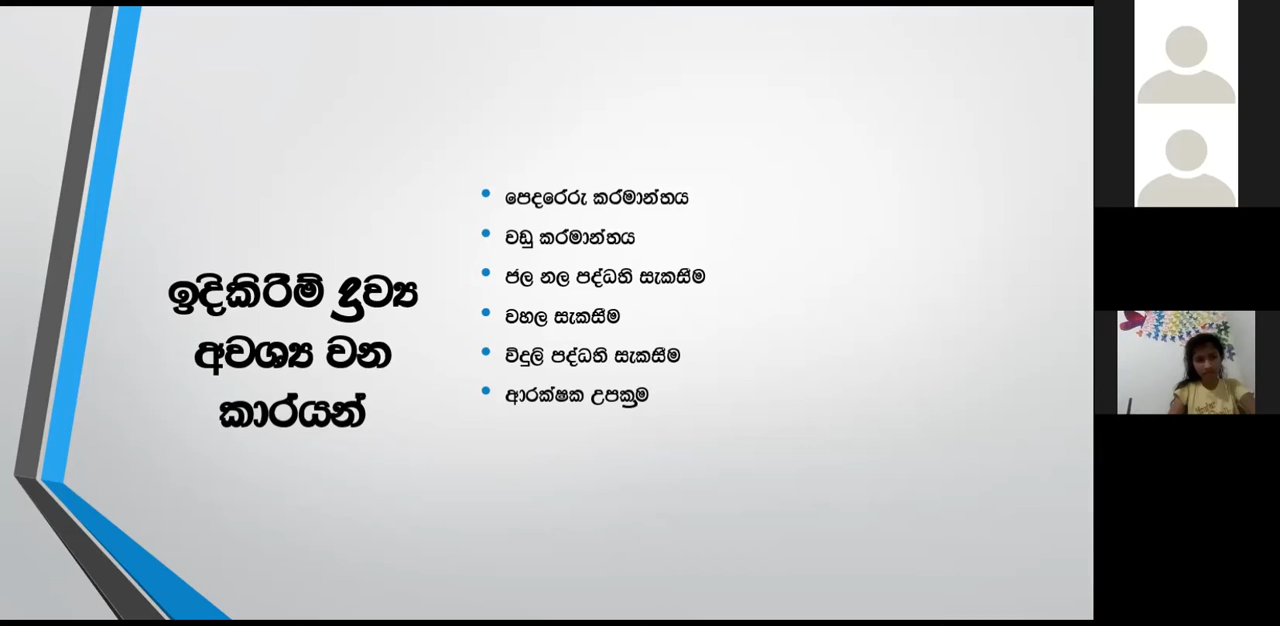 ඉදිකිරිම් ද්‍රව්‍ය
අවශ්‍ය වන
කාර්යන්
පෙදරේරු කර්මාන්තය
වඩු කර්මාන්තය
ජල නල පද්ධති සැකසීම
වහල සැකසීම
විදුලි පද්ධති සැකසීම
ආරක්ෂක උපක්‍රම